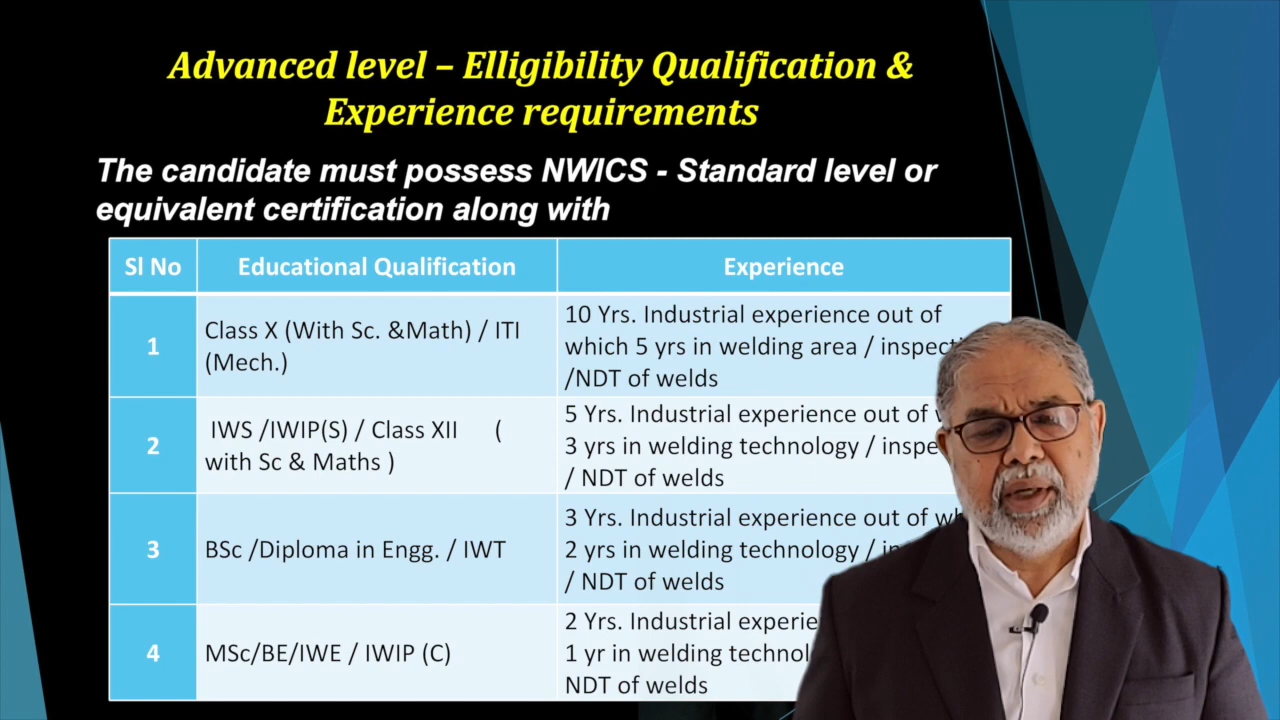 Advanced level – Elligibility Qualification &
Experience requirements
The candidate must possess NWICS - Standard level or
equivalent certification along with
Sl No Educational Qualification Experience
1
Class X (With Sc. &Math) / ITI
(Mech.)
10 Yrs. Industrial experience out of
which 5 yrs in welding area /
/NDT of welds
2
IWS /IWIP(S) / Class XII (
with Sc & Maths )
5 Yrs. Industrial experience out of
3 yrs in welding technology /
/ NDT of welds
3
BSc /Diploma in Engg. / IWT
3 Yrs. Industrial experience out of
2 yrs in welding technology /
/ NDT of welds
4
MSc/BE/IWE / IWIP (C)
2 Yrs. Industrial
1 yr in welding
NDT of welds